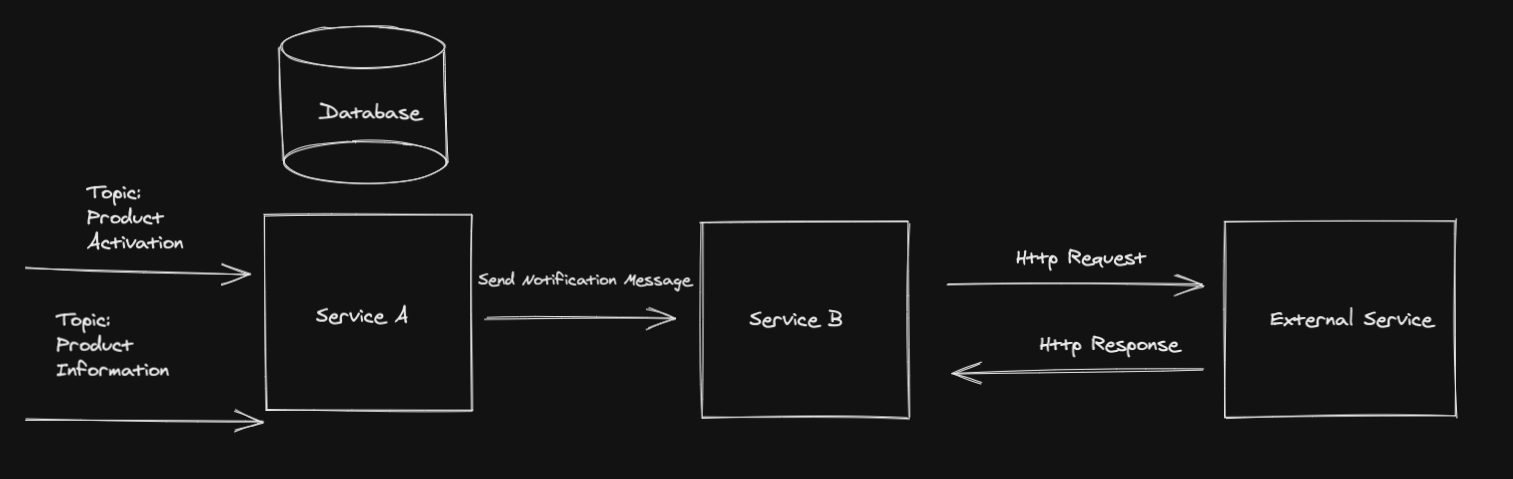 Database
Topic:
Product
Activation
Topic:
Product
Information
Service A
Send Notification Message
Service B
Http Request
Http Response
External Service